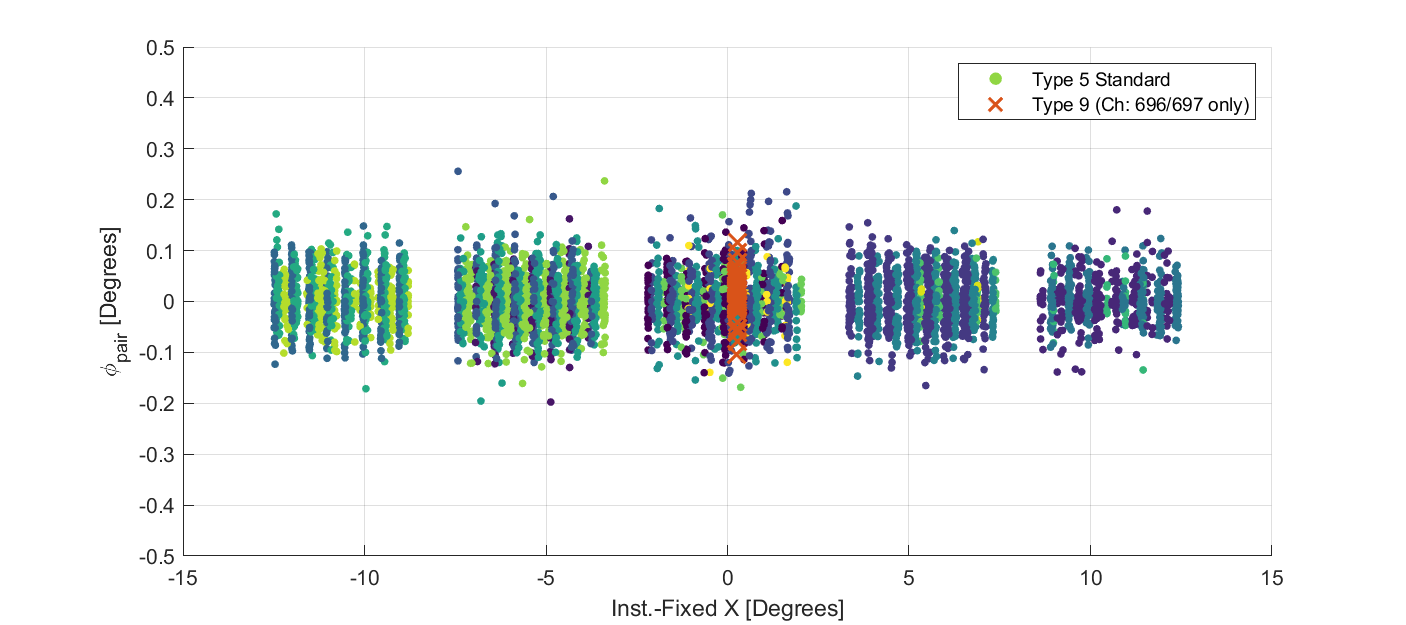 0.5
0.4
0.3
0.2
0.1
0
-0.1
-0.2
-0.3
-0.4
-0.5
ϕpair [Degrees]
Type 5 Standard
Type 9 (Ch: 696/697 only)
-15 -10 -5 0 5 10 15
Inst.-Fixed X [Degrees]